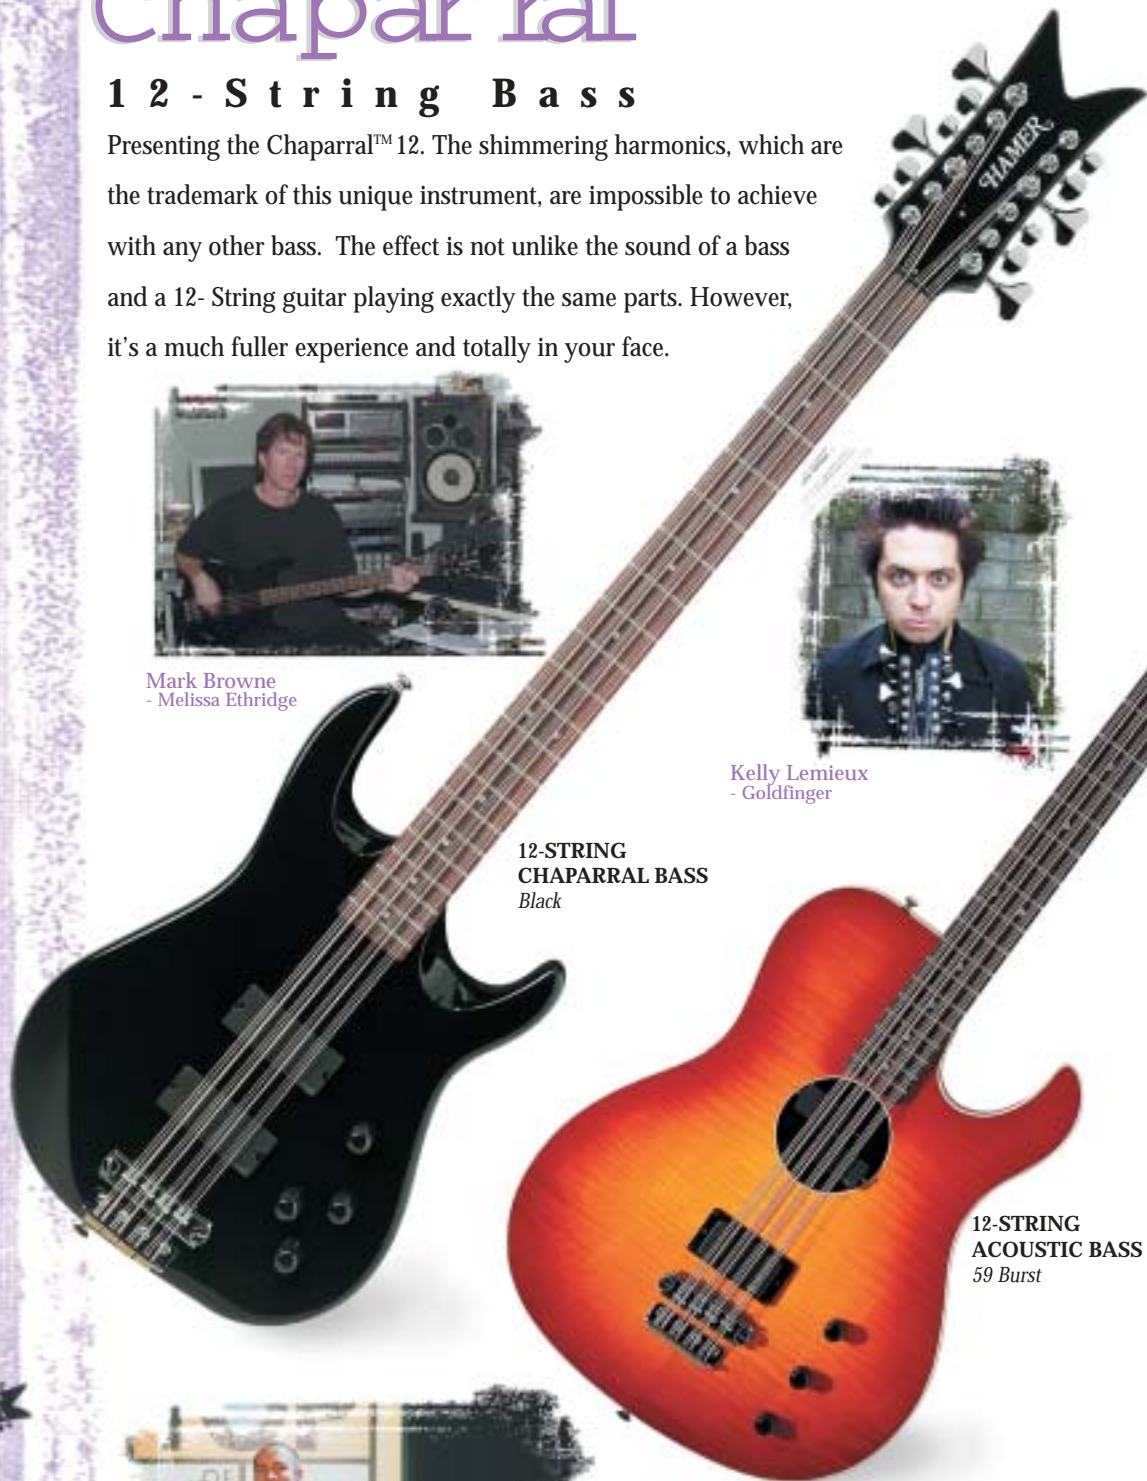 Chaparral
12-String Bass
Presenting the Chaparral™ 12. The shimmering harmonics, which are
the trademark of this unique instrument, are impossible to achieve
with any other bass. The effect is not unlike the sound of a bass
and a 12- String guitar playing exactly the same parts. However,
it's a much fuller experience and totally in your face.
HAMER
Mark Browne
- Melissa Ethridge
Kelly Lemieux
- Goldfinger
12-STRING
CHAPARRAL BASS
Black
12-STRING
ACOUSTIC BASS
59 Burst